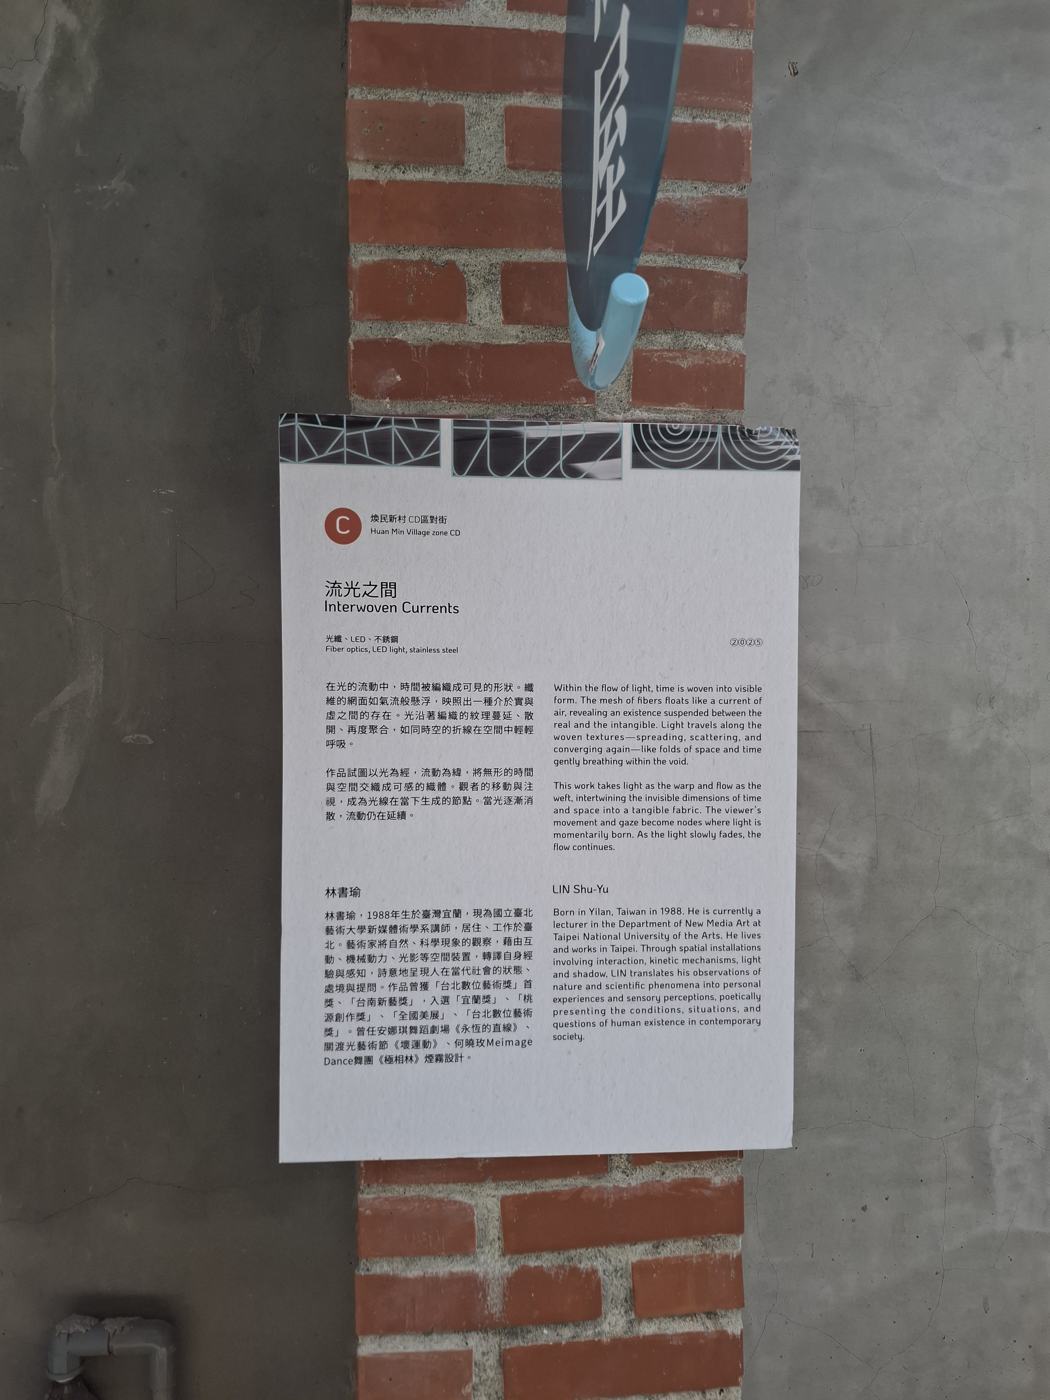 C
煥民新村 CD區對街
Huan Min Village zone CD
流光之間
Interwoven Currents
光纖、LED、不銹鋼
Fiber optics, LED light, stainless steel
2025
在光的流動中，時間被編織成可見的形狀。纖
維的網面如氣流般懸浮，映照出一種介於實與
虛之間的存在。光沿著編織的紋理蔓延、散
開、再度聚合，如同時空的折線在空間中輕輕
呼吸。
作品試圖以光為經，流動為緯，將無形的時間
與空間交織成可感的織體。觀者的移動與注
視，成為光線在當下生成的節點。當光逐漸消
散，流動仍在延續。
Within the flow of light, time is woven into visible
form. The mesh of fibers floats like a current of
air, revealing an existence suspended between the
real and the intangible. Light travels along the
woven textures—spreading, scattering, and
converging again—like folds of space and time
gently breathing within the void.
This work takes light as the warp and flow as the
weft, intertwining the invisible dimensions of time
and space into a tangible fabric. The viewer's
movement and gaze become nodes where light is
momentarily born. As the light slowly fades, the
flow continues.
林書瑜
林書瑜，1988年生於臺灣宜蘭，現為國立臺北
藝術大學新媒體術學系講師，居住、工作於臺
北。藝術家將自然、科學現象的觀察，藉由互
動、機械動力、光影等空間裝置，轉譯自身經
驗與感知，詩意地呈現人在當代社會的狀態、
處境與提問。作品曾獲「台北數位藝術獎」首
獎、「台南新藝獎」，入選「宜蘭獎」、「桃
源創作獎」、「全國美展」、「台北數位藝術
獎」。曾任安娜琪舞蹈劇場《永恆的直線》、
關渡光藝術節《壞運動》、何曉玫Meimage
Dance舞團《極相林》煙霧設計。
LIN Shu-Yu
Born in Yilan, Taiwan in 1988. He is currently a
lecturer in the Department of New Media Art at
Taipei National University of the Arts. He lives
and works in Taipei. Through spatial installations
involving interaction, kinetic mechanisms, light
and shadow, LIN translates his observations of
nature and scientific phenomena into personal
experiences and sensory perceptions, poetically
presenting the conditions, situations, and
questions of human existence in contemporary
society.